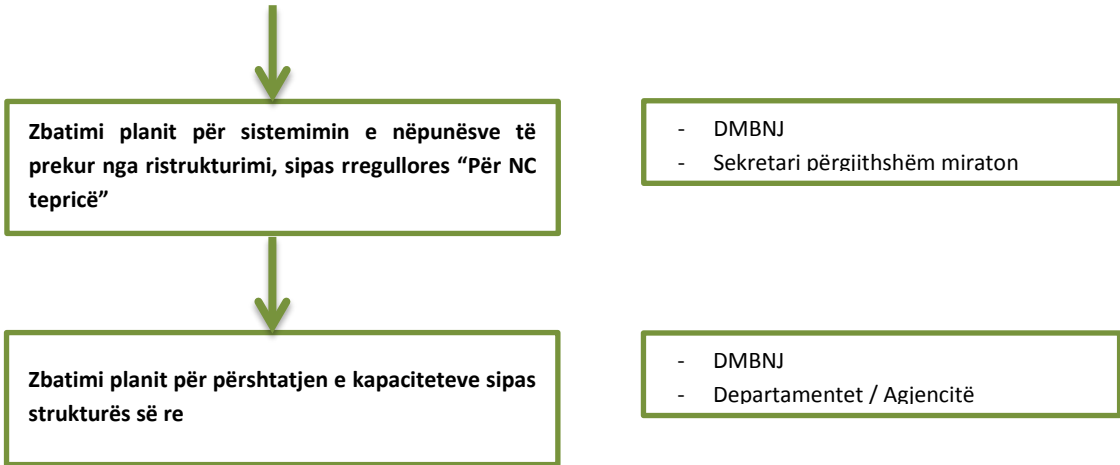 Zbatimi planit për sistemimin e nëpunësve të
prekur nga ristrukturimi, sipas rregullores “Për NC
tepricë”
- DMBNJ
- Sekretari përgjithshëm miraton
Zbatimi planit për përshtatjen e kapaciteteve sipas
strukturës së re
- DMBNJ
- Departamentet / Agjencitë